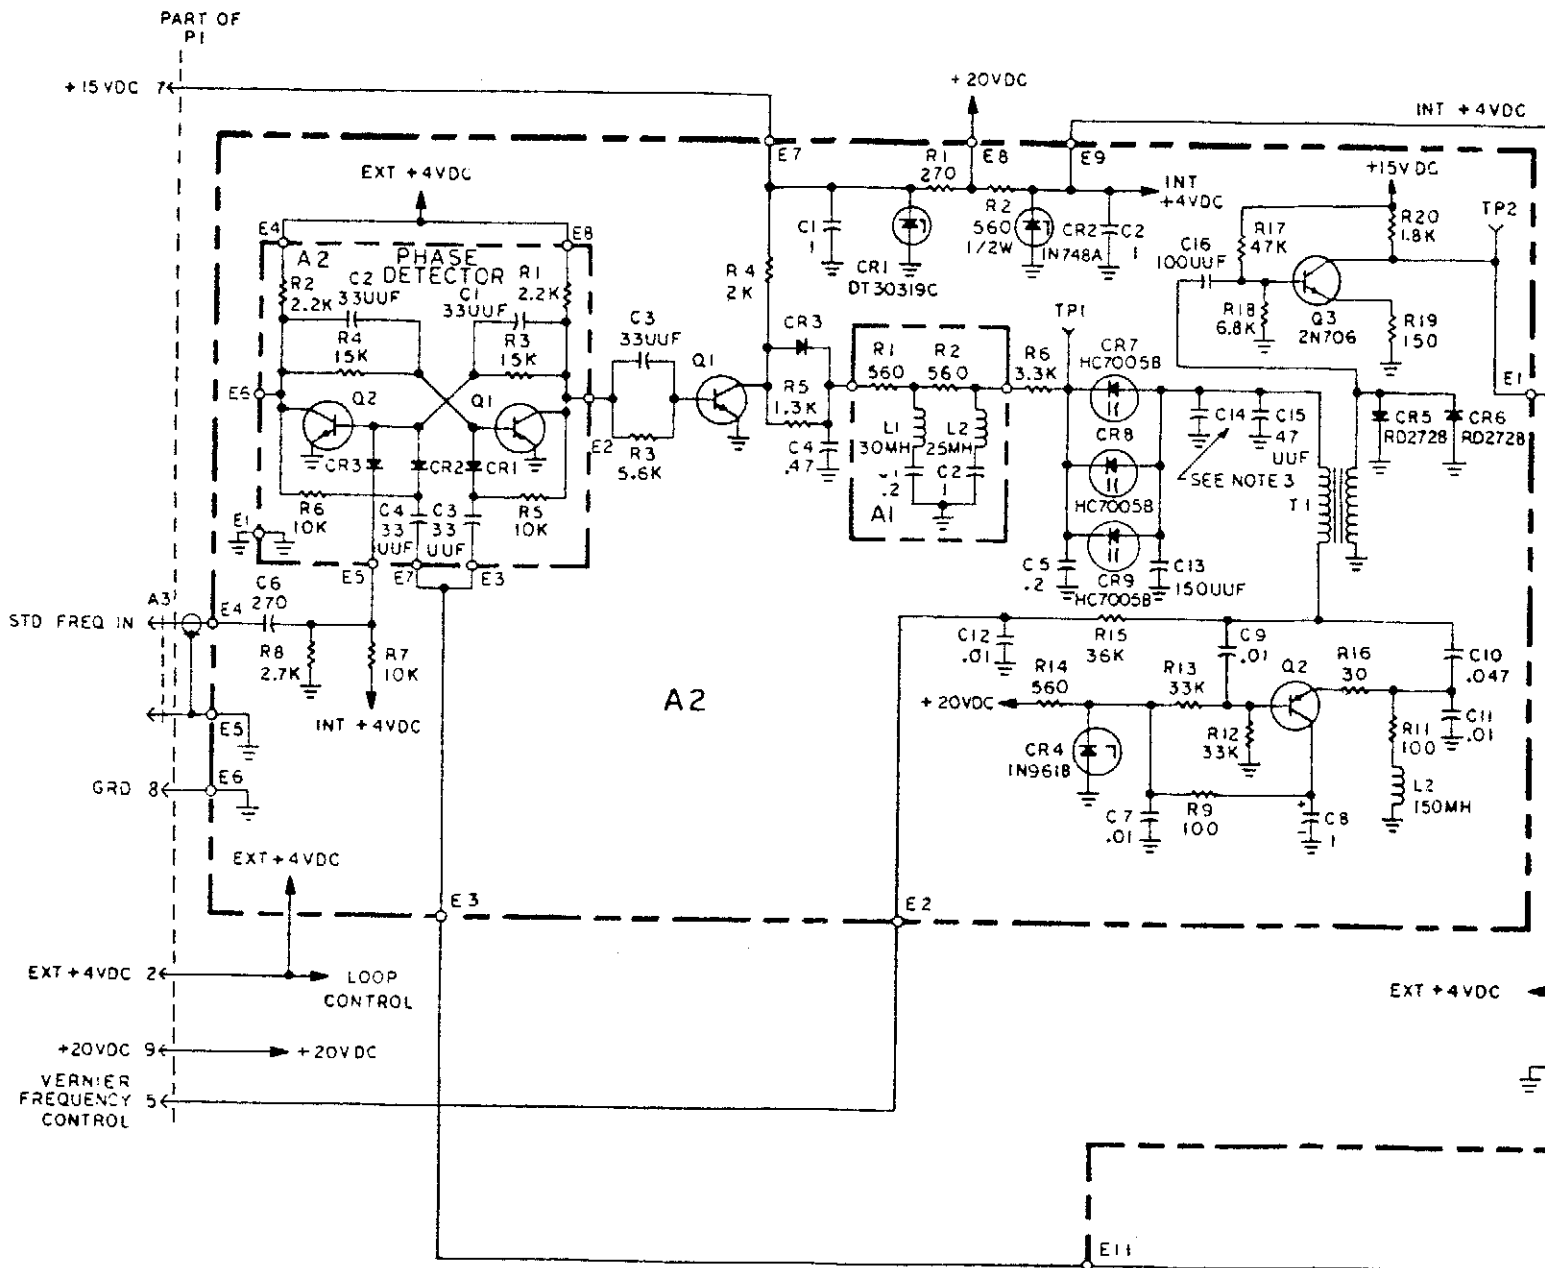 PART OF
P1
+15VDC 7
+20VDC
INT +4VDC
E7
R1
270
E8
E9
EXT +4VDC
INT
+4VDC
+15VDC
R20
1.8K
TP2
E4
E8
A2
PHASE
DETECTOR
C1
1
R2
560
1/2W
CR2
1N748A
C2
1
R17
47K
C16
100UUF
R2
2.2K
C2
33UUF
C1
33UUF
R1
2.2K
R4
2K
CR1
DT30319C
R18
6.8K
Q3
2N706
R19
150
R4
15K
R3
15K
C3
33UUF
Q1
CR3
TP1
R1
560
R2
560
R6
3.3K
CR7
HC7005B
E6
Q2
Q1
R5
1.3K
C14
C15
47
UUF
CR5
RD2728
CR6
RD2728
E1
CR3
CR2
CR1
E2
R3
5.6K
C4
.47
L1
30MH
L2
25MH
CR8
HC7005B
SEE NOTE 3
R6
10K
C4
33
UUF
C3
33
UUF
R5
10K
.2
C2
1
A1
T1
E1
E5
E7
E3
C5
.2
CR9
HC7005B
C13
150UUF
A3
STD FREQ IN
E4
C6
270
R8
2.7K
R7
10K
INT +4VDC
C12
.01
R15
36K
C9
.01
R16
30
C10
.047
A2
R14
560
R13
33K
Q2
+20VDC
E5
CR4
1N961B
R12
33K
R11
100
C11
.01
GRD 8
E6
C7
.01
R9
100
+
C8
1
L2
150MH
EXT +4VDC
E3
E2
EXT +4VDC 2
LOOP
CONTROL
EXT +4VDC
+20VDC 9
+20VDC
VERNIER
FREQUENCY 5
CONTROL
E11